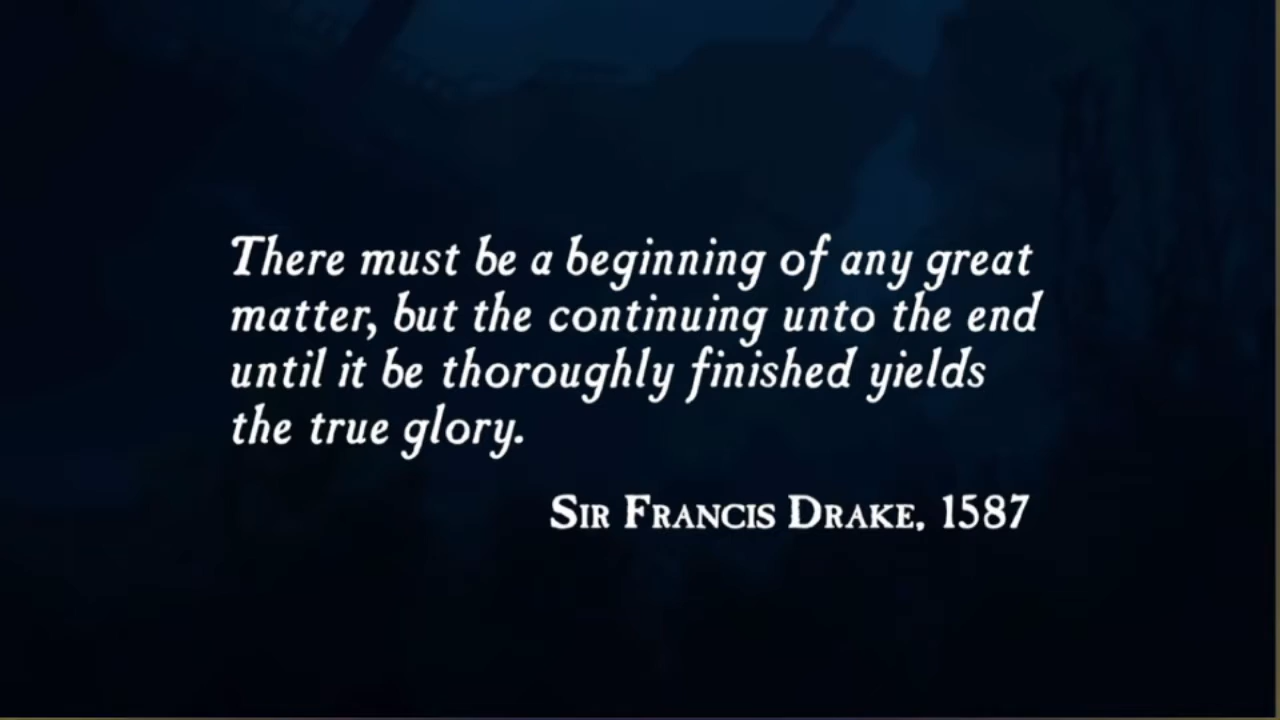 There must be a beginning of any great
matter, but the continuing unto the end
until it be thoroughly finished yields
the true glory.
Sir Francis Drake, 1587